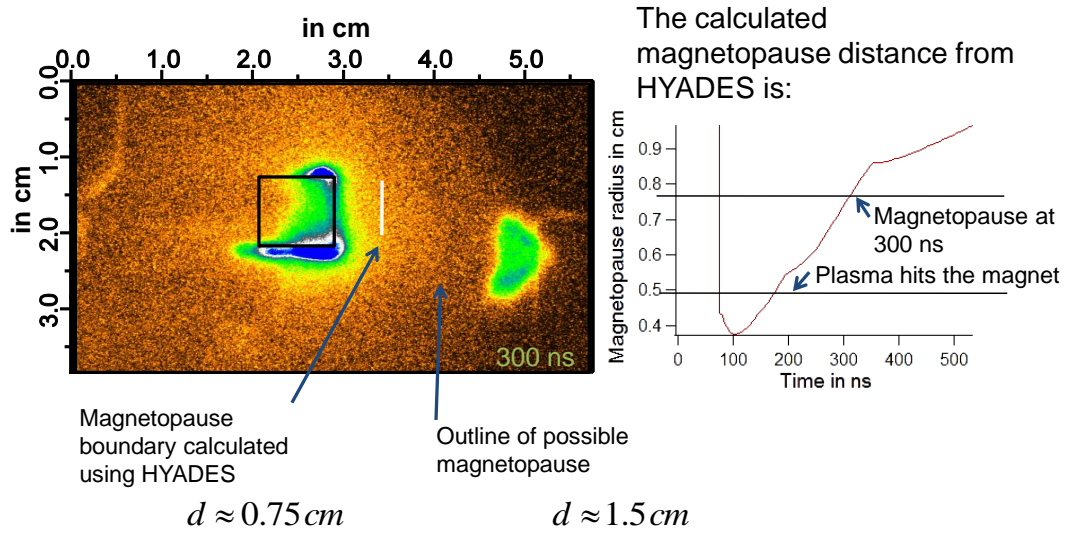 in cm
0.0 1.0 2.0 3.0 4.0 5.0
in cm
0.0
1.0
2.0
3.0
300 ns
Magnetopause
boundary calculated
using HYADES
d ≈ 0.75cm
Outline of possible
magnetopause
d ≈ 1.5cm
The calculated
magnetopause distance from
HYADES is:
Magnetopause radius in cm
0.9
0.8
0.7
0.6
0.5
0.4
Magnetopause at
300 ns
Plasma hits the magnet
0 100 200 300 400 500
Time in ns